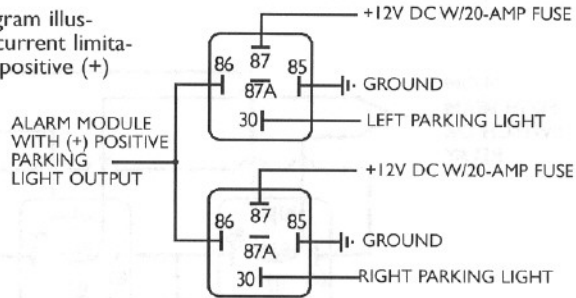 gram illus-
current limita-
positive (+)
+12V DC W/20-AMP FUSE
86 87 85
87A
GROUND
30
LEFT PARKING LIGHT
ALARM MODULE
WITH (+) POSITIVE
PARKING
LIGHT OUTPUT
+12V DC W/20-AMP FUSE
86 87 85
87A
GROUND
30
RIGHT PARKING LIGHT